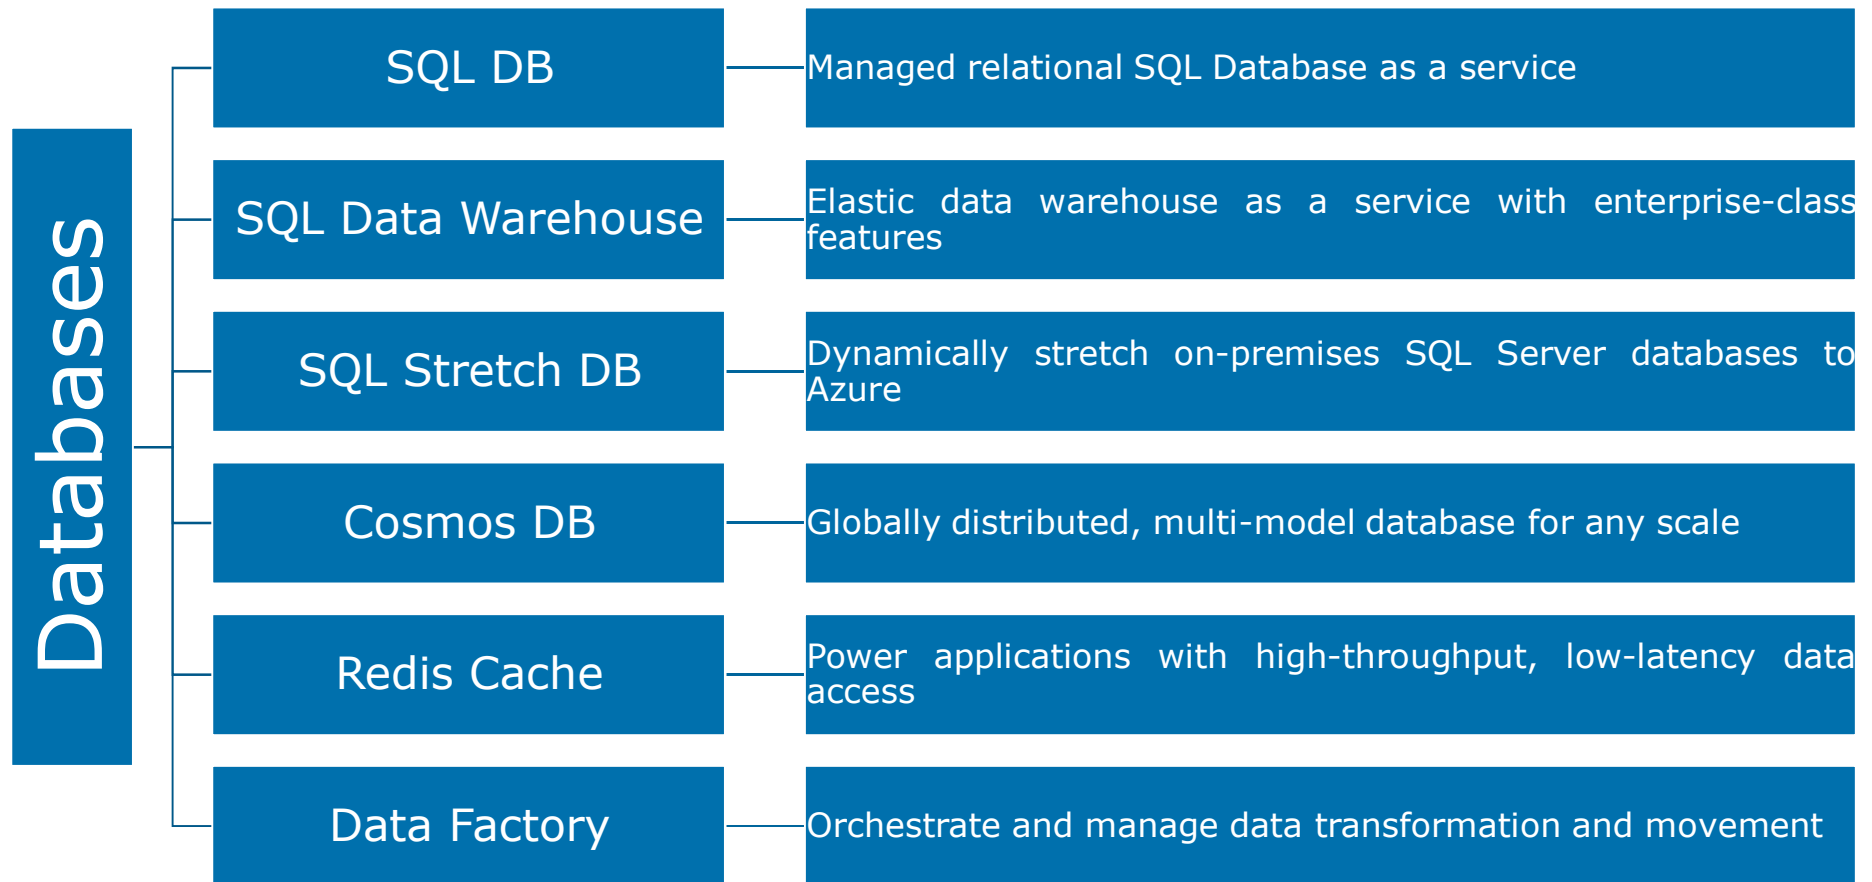 Databases
SQL DB
Managed relational SQL Database as a service
SQL Data Warehouse
Elastic data warehouse as a service with enterprise-class
features
SQL Stretch DB
Dynamically stretch on-premises SQL Server databases to
Azure
Cosmos DB
Globally distributed, multi-model database for any scale
Redis Cache
Power applications with high-throughput, low-latency data
access
Data Factory
Orchestrate and manage data transformation and movement